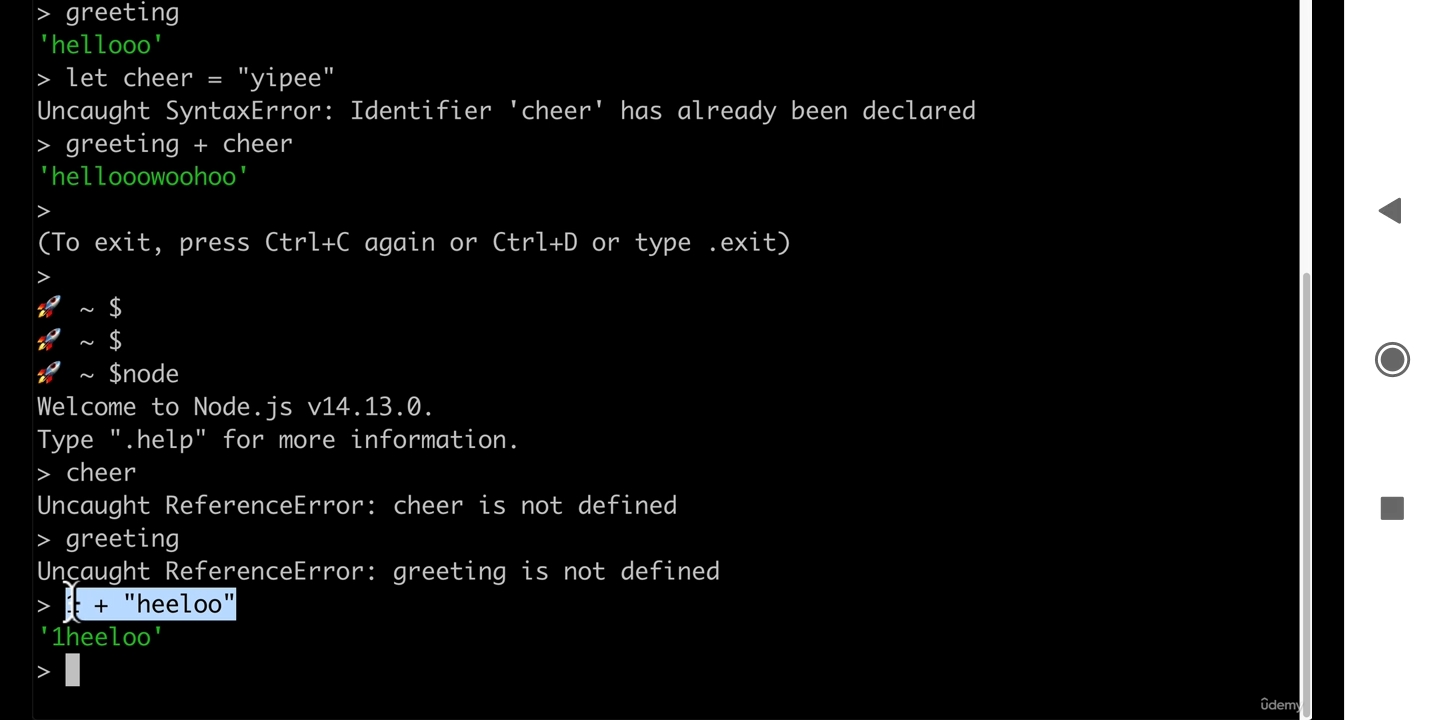 > greeting
'hellooo'
> let cheer = "yipee"
Uncaught SyntaxError: Identifier 'cheer' has already been declared
> greeting + cheer
'hellooowoohoo'
>
(To exit, press Ctrl+C again or Ctrl+D or type .exit)
>
🚀 ~ $
🚀 ~ $
🚀 ~ $node
Welcome to Node.js v14.13.0.
Type ".help" for more information.
> cheer
Uncaught ReferenceError: cheer is not defined
> greeting
Uncaught ReferenceError: greeting is not defined
> + "heeloo"
'1heeloo'
>
ûdemy